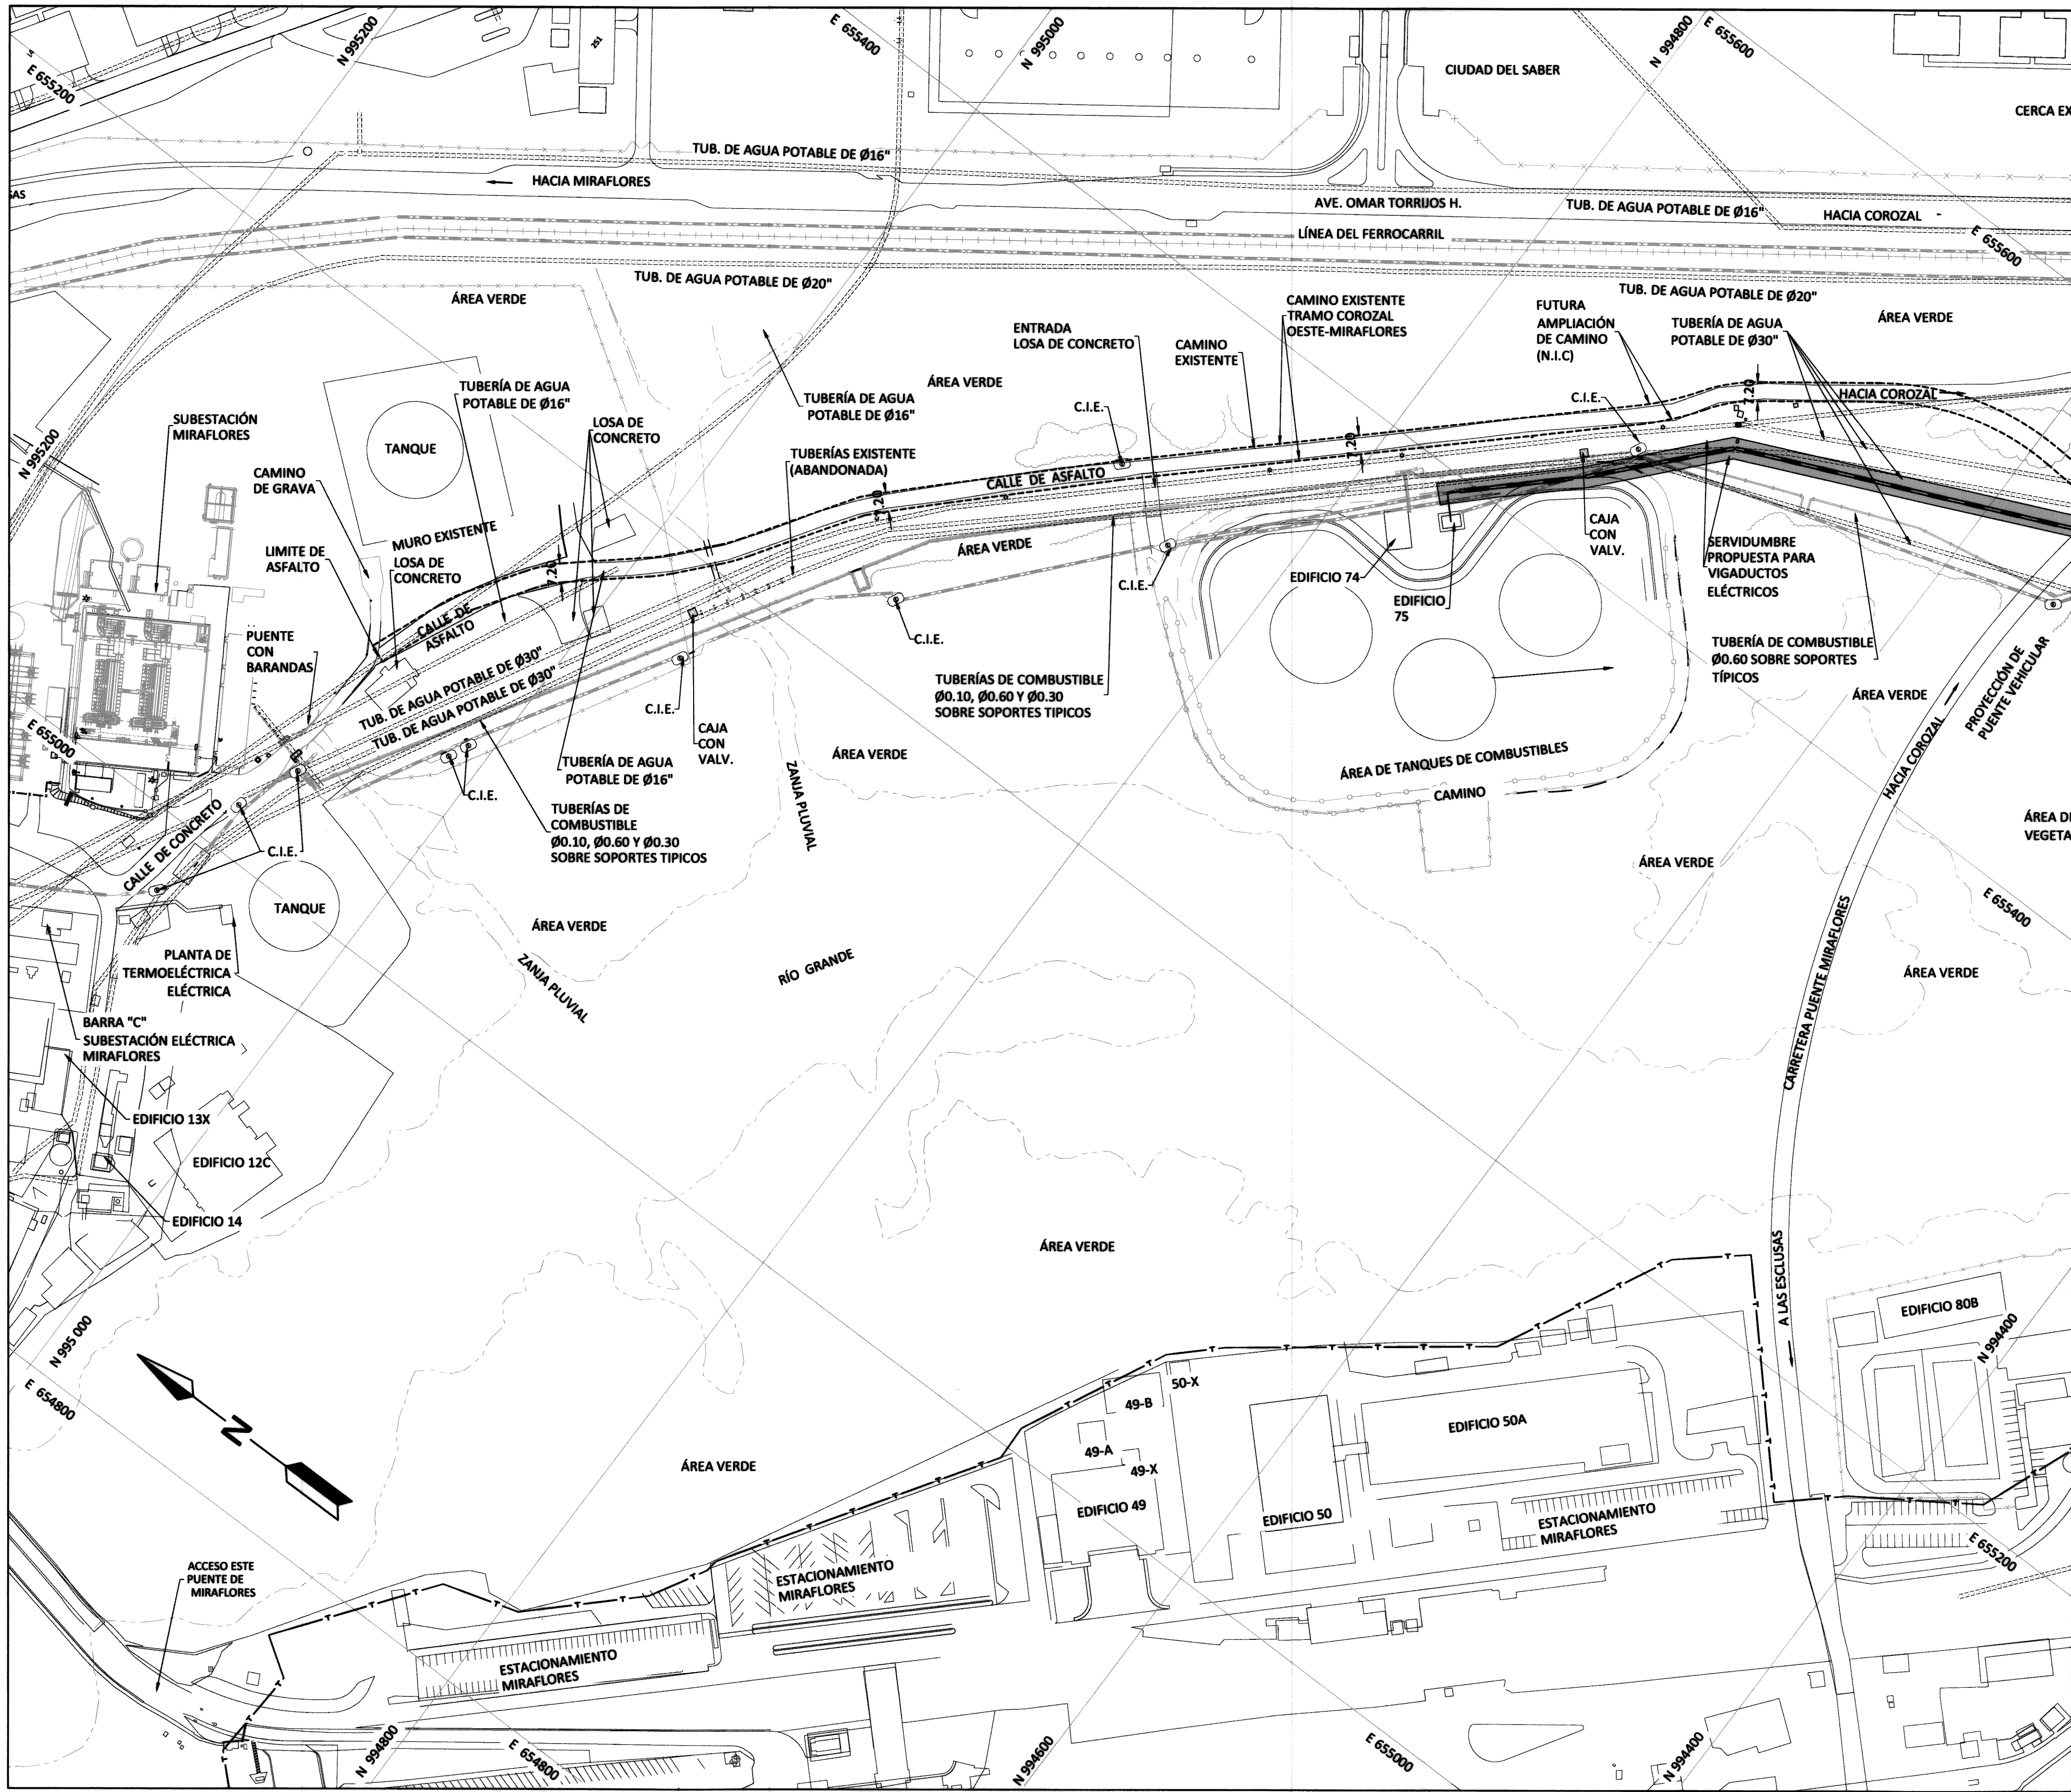 E 655200
N 995200
251
E 655400
N 995000
CIUDAD DEL SABER
N 994800
E 655600
CERCA EX
TUB. DE AGUA POTABLE DE Ø16"
HACIA MIRAFLORES
AVE. OMAR TORRIJOS H.
TUB. DE AGUA POTABLE DE Ø16"
HACIA COROZAL
LÍNEA DEL FERROCARRIL
E 655600
TUB. DE AGUA POTABLE DE Ø20"
TUB. DE AGUA POTABLE DE Ø20"
ÁREA VERDE
ÁREA VERDE
ENTRADA
LOSA DE CONCRETO
CAMINO
EXISTENTE
CAMINO EXISTENTE
TRAMO COROZAL
OESTE-MIRAFLORES
FUTURA
AMPLIACIÓN
DE CAMINO
(N.I.C)
TUBERÍA DE AGUA
POTABLE DE Ø30"
TUBERÍA DE AGUA
POTABLE DE Ø16"
TUBERÍA DE AGUA
POTABLE DE Ø16"
ÁREA VERDE
C.I.E.
C.I.E.
7.20
HACIA COROZAL
SUBESTACIÓN
MIRAFLORES
TANQUE
LOSA DE
CONCRETO
TUBERÍAS EXISTENTE
(ABANDONADA)
7.20
N 995200
CAMINO
DE GRAVA
CALLE DE ASFALTO
7.20
MURO EXISTENTE
LIMITE DE
ASFALTO
LOSA DE
CONCRETO
7.20
ÁREA VERDE
CAJA
CON
VALV.
SERVIDUMBRE
PROPUESTA PARA
VIGADUCTOS
ELÉCTRICOS
EDIFICIO 74
EDIFICIO
75
C.I.E.
C.I.E.
CALLE DE
ASFALTO
PUENTE
CON
BARANDAS
TUB. DE AGUA POTABLE DE Ø30"
TUB. DE AGUA POTABLE DE Ø30"
TUBERÍAS DE COMBUSTIBLE
Ø0.10, Ø0.60 Y Ø0.30
SOBRE SOPORTES TIPICOS
TUBERÍA DE COMBUSTIBLE
Ø0.60 SOBRE SOPORTES
TÍPICOS
PROYECCIÓN DE
PUENTE VEHICULAR
ÁREA VERDE
HACIA COROZAL
C.I.E.
CAJA
CON
VALV.
E 655000
TUBERÍA DE AGUA
POTABLE DE Ø16"
ÁREA VERDE
ÁREA DE TANQUES DE COMBUSTIBLES
CAMINO
C.I.E.
ZANJA PLUVIAL
TUBERÍAS DE
COMBUSTIBLE
Ø0.10, Ø0.60 Y Ø0.30
SOBRE SOPORTES TIPICOS
ÁREA DE
VEGETA
CALLE DE CONCRETO
C.I.E.
ÁREA VERDE
TANQUE
ÁREA VERDE
E 655400
CARRETERA PUENTE MIRAFLORES
PLANTA DE
TERMOELÉCTRICA
ELÉCTRICA
ZANJA PLUVIAL
RÍO GRANDE
ÁREA VERDE
BARRA "C"
SUBESTACIÓN ELÉCTRICA
MIRAFLORES
EDIFICIO 13X
EDIFICIO 12C
EDIFICIO 14
ÁREA VERDE
A LAS ESCLUSAS
EDIFICIO 80B
N 995 000
N 994400
E 654800
N
50-X
49-B
EDIFICIO 50A
49-A
49-X
ÁREA VERDE
EDIFICIO 49
EDIFICIO 50
ESTACIONAMIENTO
MIRAFLORES
E 655200
ACCESO ESTE
PUENTE DE
MIRAFLORES
ESTACIONAMIENTO
MIRAFLORES
ESTACIONAMIENTO
MIRAFLORES
N 994800
E 654800
N 994600
E 655000
N 994400